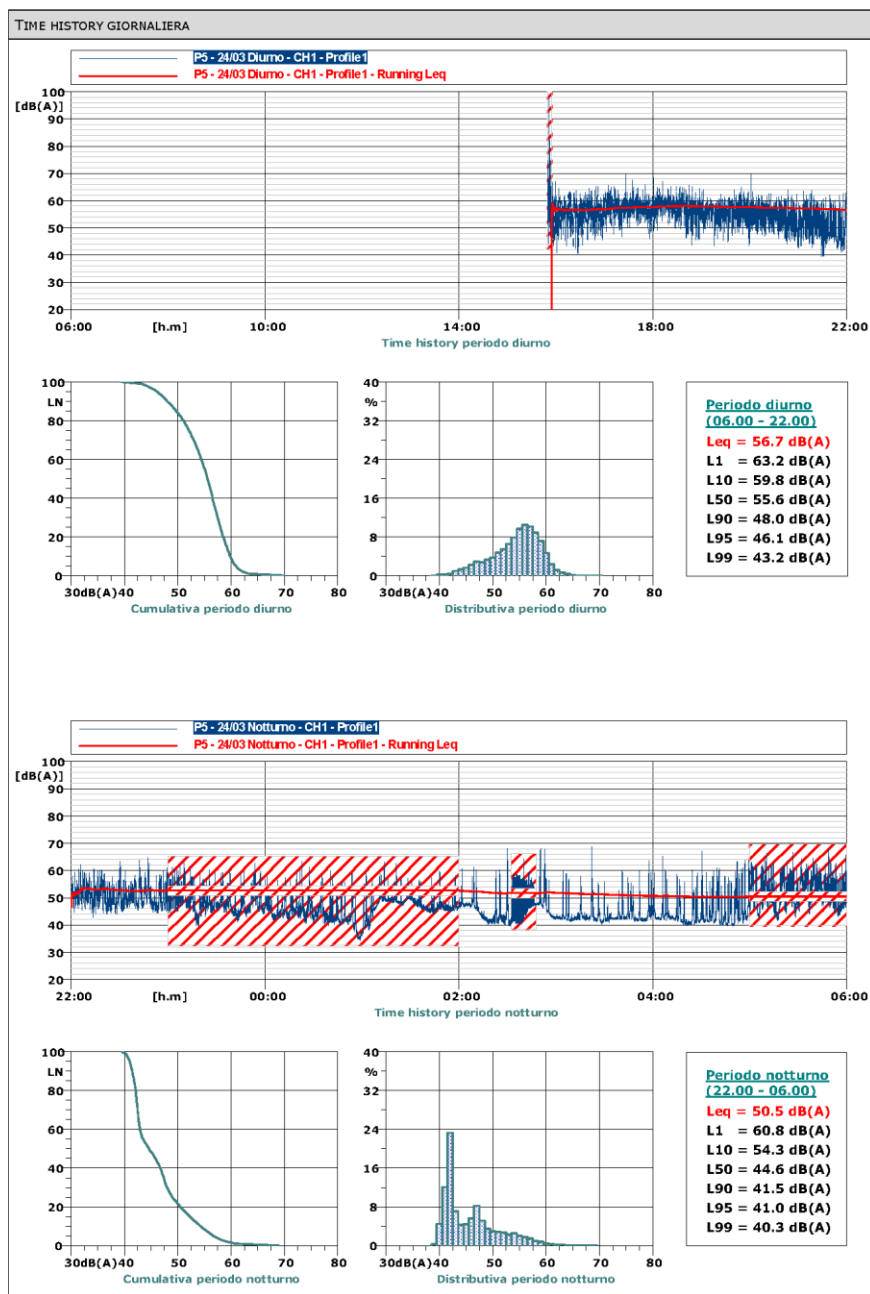 TIME HISTORY GIORNALIERA
P5 - 24/03 Diurno - CH1 - Profile1
P5 - 24/03 Diurno - CH1 - Profile1 - Running Leq
100
[dB(A)]
90
80
70
60
50
40
30
20
06:00 [h.m] 10:00 14:00 18:00 22:00
Time history periodo diurno
100
LN
80
60
40
20
0
30dB(A)40 50 60 70 80
Cumulativa periodo diurno
40
%
32
24
16
8
0
30dB(A)40 50 60 70 80
Distributiva periodo diurno
Periodo diurno
(06.00 - 22.00)
Leq = 56.7 dB(A)
L1 = 63.2 dB(A)
L10 = 59.8 dB(A)
L50 = 55.6 dB(A)
L90 = 48.0 dB(A)
L95 = 46.1 dB(A)
L99 = 43.2 dB(A)
P5 - 24/03 Notturno - CH1 - Profile1
P5 - 24/03 Notturno - CH1 - Profile1 - Running Leq
100
[dB(A)]
90
80
70
60
50
40
30
20
22:00 [h.m] 00:00 02:00 04:00 06:00
Time history periodo notturno
100
LN
80
60
40
20
0
30dB(A)40 50 60 70 80
Cumulativa periodo notturno
40
%
32
24
16
8
0
30dB(A)40 50 60 70 80
Distributiva periodo notturno
Periodo notturno
(22.00 - 06.00)
Leq = 50.5 dB(A)
L1 = 60.8 dB(A)
L10 = 54.3 dB(A)
L50 = 44.6 dB(A)
L90 = 41.5 dB(A)
L95 = 41.0 dB(A)
L99 = 40.3 dB(A)